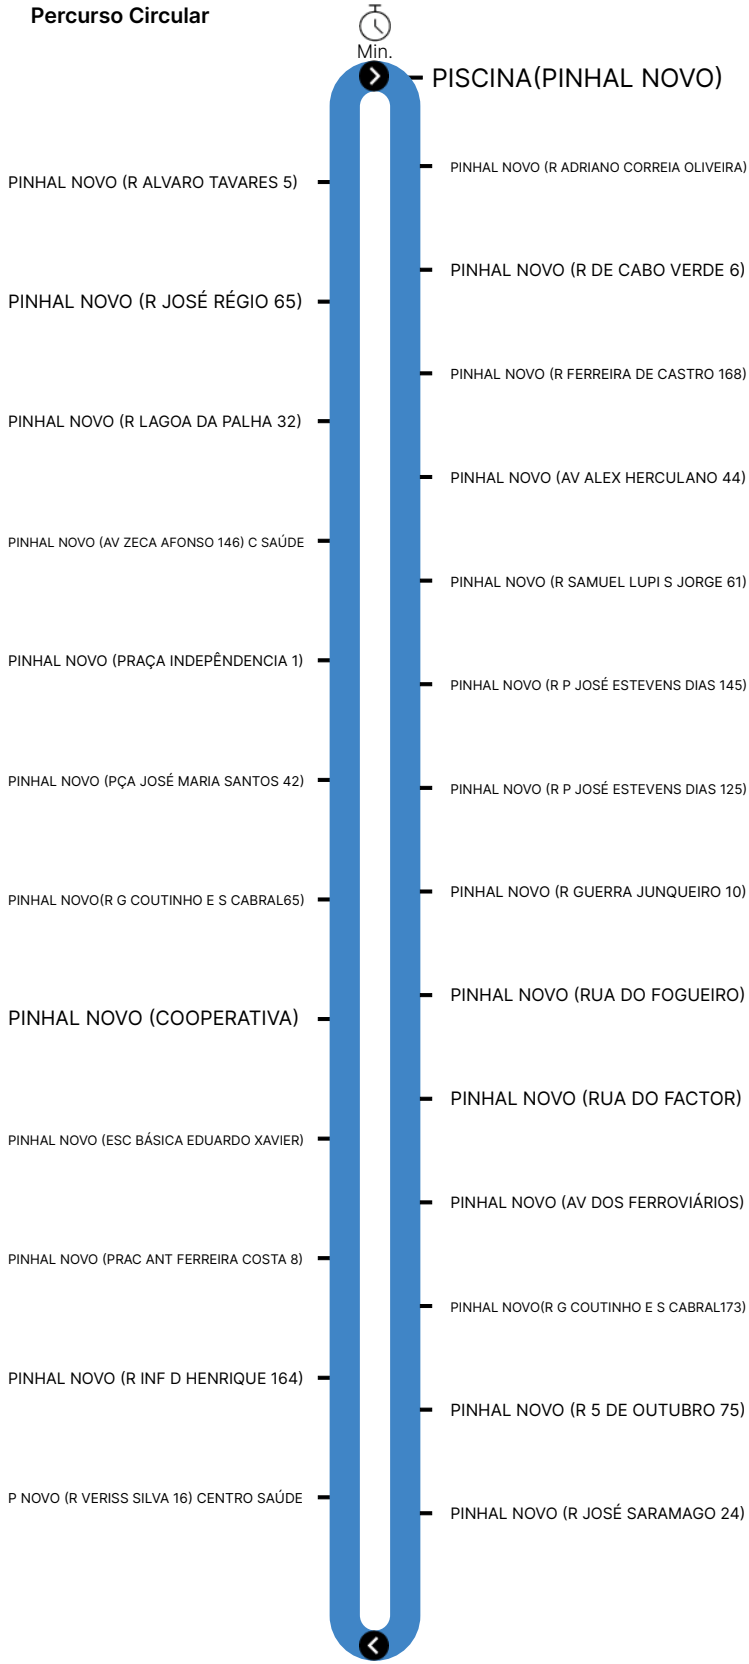 Percurso Circular
Min.
PISCINA(PINHAL NOVO)
PINHAL NOVO (R ADRIANO CORREIA OLIVEIRA)
PINHAL NOVO (R DE CABO VERDE 6)
PINHAL NOVO (R FERREIRA DE CASTRO 168)
PINHAL NOVO (AV ALEX HERCULANO 44)
PINHAL NOVO (R SAMUEL LUPI S JORGE 61)
PINHAL NOVO (R P JOSÉ ESTEVENS DIAS 145)
PINHAL NOVO (R P JOSÉ ESTEVENS DIAS 125)
PINHAL NOVO (R GUERRA JUNQUEIRO 10)
PINHAL NOVO (RUA DO FOGUEIRO)
PINHAL NOVO (RUA DO FACTOR)
PINHAL NOVO (AV DOS FERROVIÁRIOS)
PINHAL NOVO(R G COUTINHO E S CABRAL173)
PINHAL NOVO (R 5 DE OUTUBRO 75)
PINHAL NOVO (R JOSÉ SARAMAGO 24)
PINHAL NOVO (R ALVARO TAVARES 5)
PINHAL NOVO (R JOSÉ RÉGIO 65)
PINHAL NOVO (R LAGOA DA PALHA 32)
PINHAL NOVO (AV ZECA AFONSO 146) C SAÚDE
PINHAL NOVO (PRAÇA INDEPÊNDENCIA 1)
PINHAL NOVO (PÇA JOSÉ MARIA SANTOS 42)
PINHAL NOVO(R G COUTINHO E S CABRAL65)
PINHAL NOVO (COOPERATIVA)
PINHAL NOVO (ESC BÁSICA EDUARDO XAVIER)
PINHAL NOVO (PRAC ANT FERREIRA COSTA 8)
PINHAL NOVO (R INF D HENRIQUE 164)
P NOVO (R VERISS SILVA 16) CENTRO SAÚDE